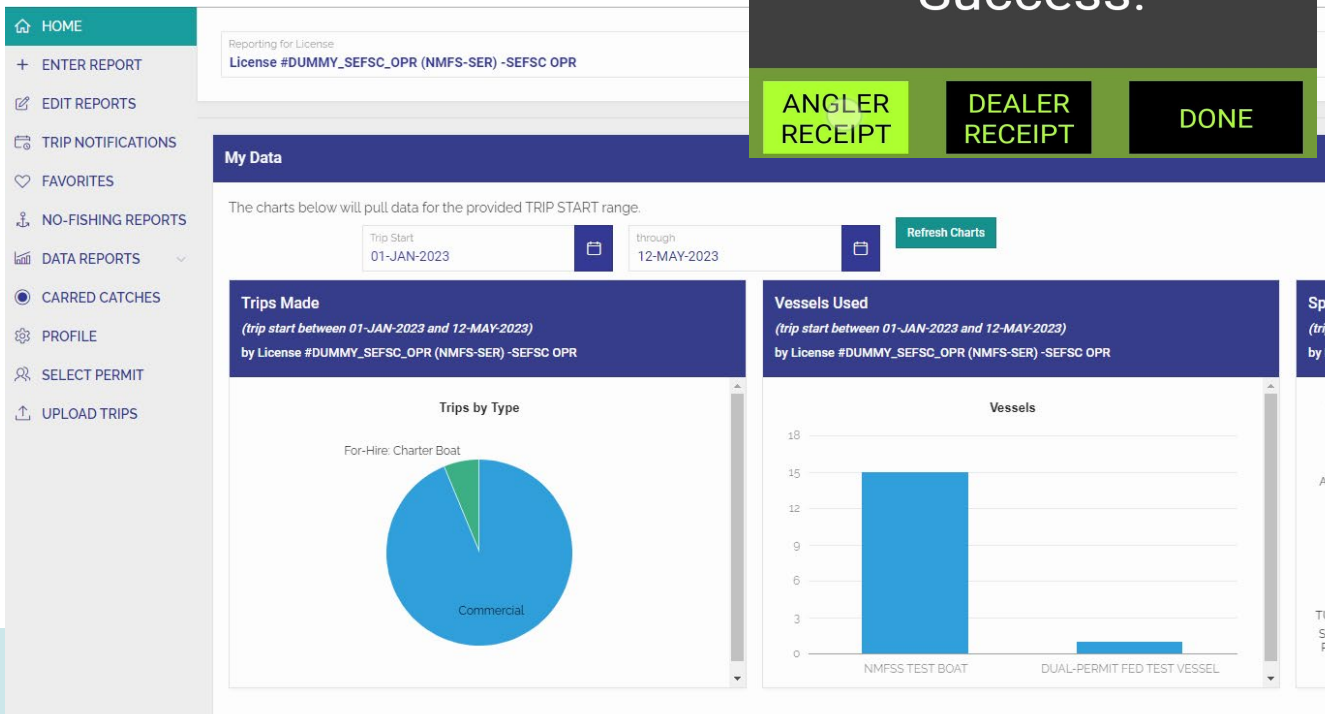 Success!
HOME
ENTER REPORT
EDIT REPORTS
TRIP NOTIFICATIONS
FAVORITES
NO-FISHING REPORTS
DATA REPORTS
CARRED CATCHES
PROFILE
SELECT PERMIT
UPLOAD TRIPS
Reporting for License
License #DUMMY_SEFSC_OPR (NMFS-SER) -SEFSC OPR
ANGLER
RECEIPT
DEALER
RECEIPT
DONE
My Data
The charts below will pull data for the provided TRIP START range.
Trip Start
01-JAN-2023
through
12-MAY-2023
Refresh Charts
Trips Made
(trip start between 01-JAN-2023 and 12-MAY-2023)
by License #DUMMY_SEFSC_OPR (NMFS-SER) -SEFSC OPR
Trips by Type
For-Hire: Charter Boat
Commercial
Vessels Used
(trip start between 01-JAN-2023 and 12-MAY-2023)
by License #DUMMY_SEFSC_OPR (NMFS-SER) -SEFSC OPR
Vessels
18
15
12
9
6
3
0
NMFSS TEST BOAT
DUAL-PERMIT FED TEST VESSEL
by